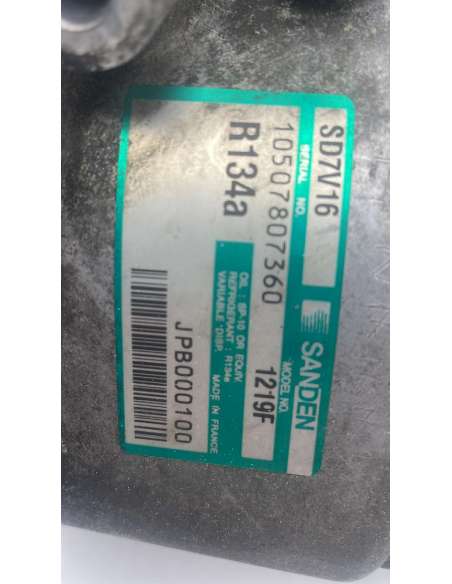 SD7V16
SANDEN
SERIAL NO.
MODEL NO.
10507807360
1219F
R134a
OIL : SP-10 OR EQUIV.
REFRIGERANT : R134a
VARIABLE DISP.
MADE IN FRANCE
JPB000100